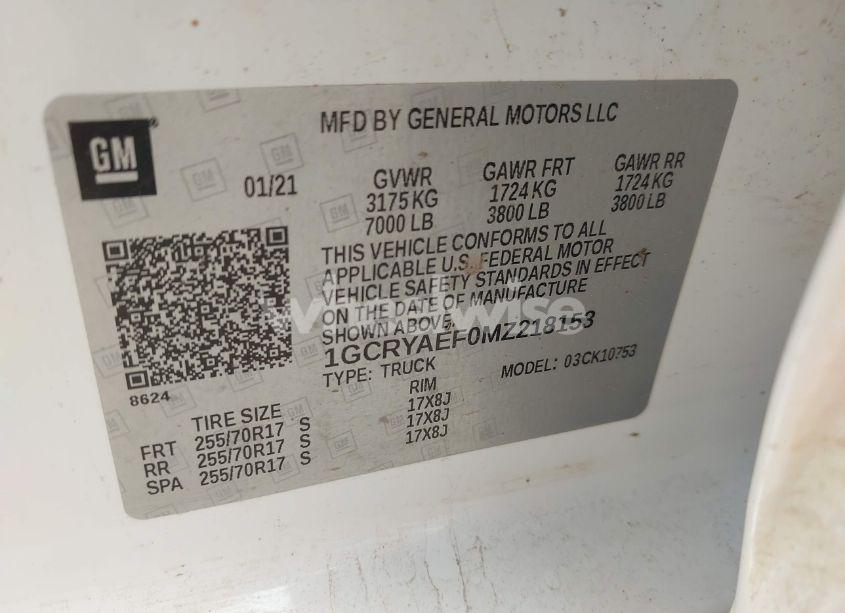 GM
MFD BY GENERAL MOTORS LLC
01/21
GVWR
3175 KG
7000 LB
GAWR FRT
1724 KG
3800 LB
GAWR RR
1724 KG
3800 LB
THIS VEHICLE CONFORMS TO ALL
APPLICABLE U.S. FEDERAL MOTOR
VEHICLE SAFETY STANDARDS IN EFFECT
ON THE DATE OF MANUFACTURE
SHOWN ABOVE.
1GCRYAEF0MZ218153
TYPE: TRUCK
MODEL: 03CK10753
8624
TIRE SIZE
RIM
FRT 255/70R17 S 17X8J
RR 255/70R17 S 17X8J
SPA 255/70R17 S 17X8J